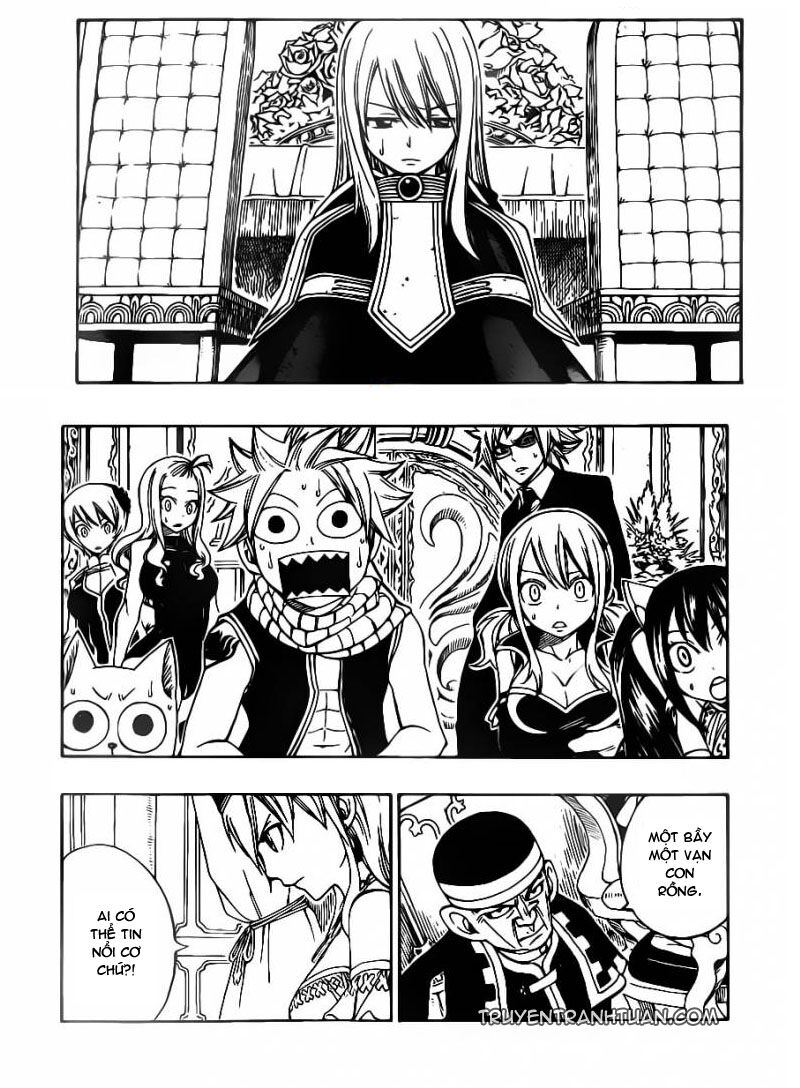 MỘT BẦY
MỘT VẠN
CON
RỒNG.
AI CÓ
THỂ TIN
NỔI CƠ
CHỨ?!
TRUYENTRANHTUAN.COM